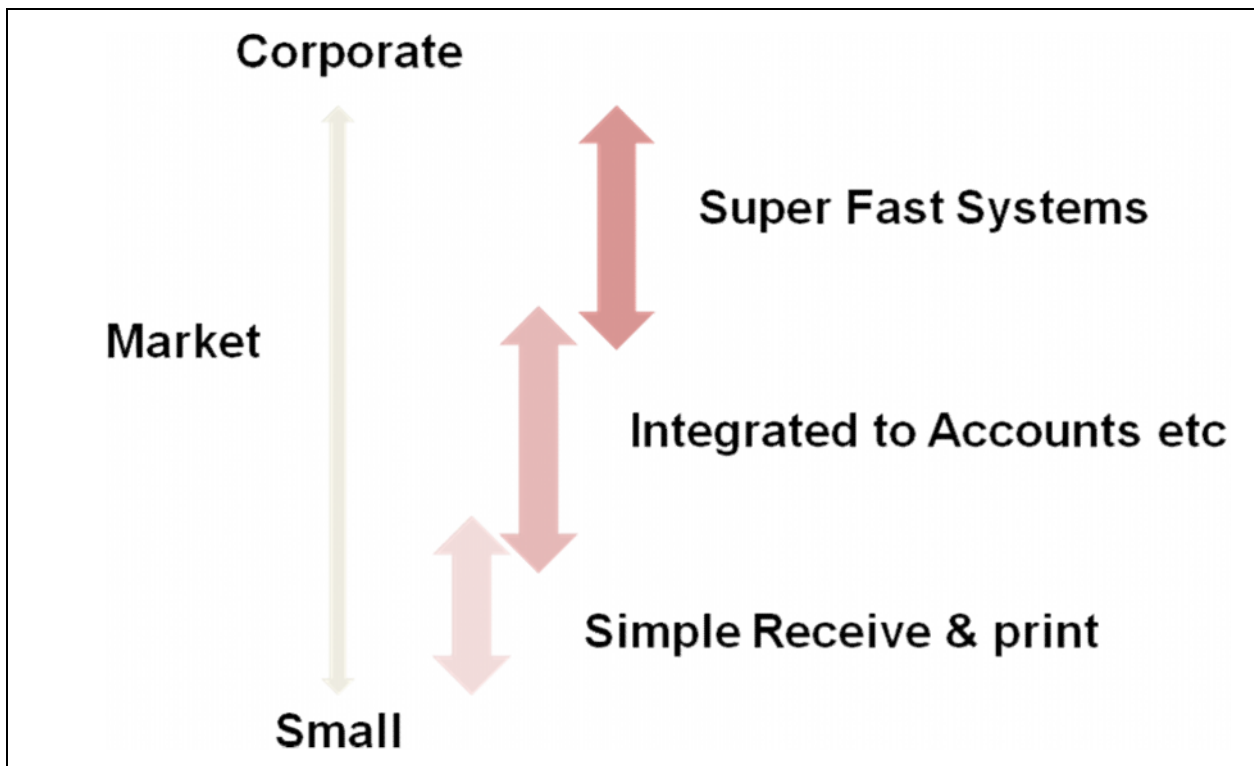 Corporate
Super Fast Systems
Market
Integrated to Accounts etc
Simple Receive & print
Small